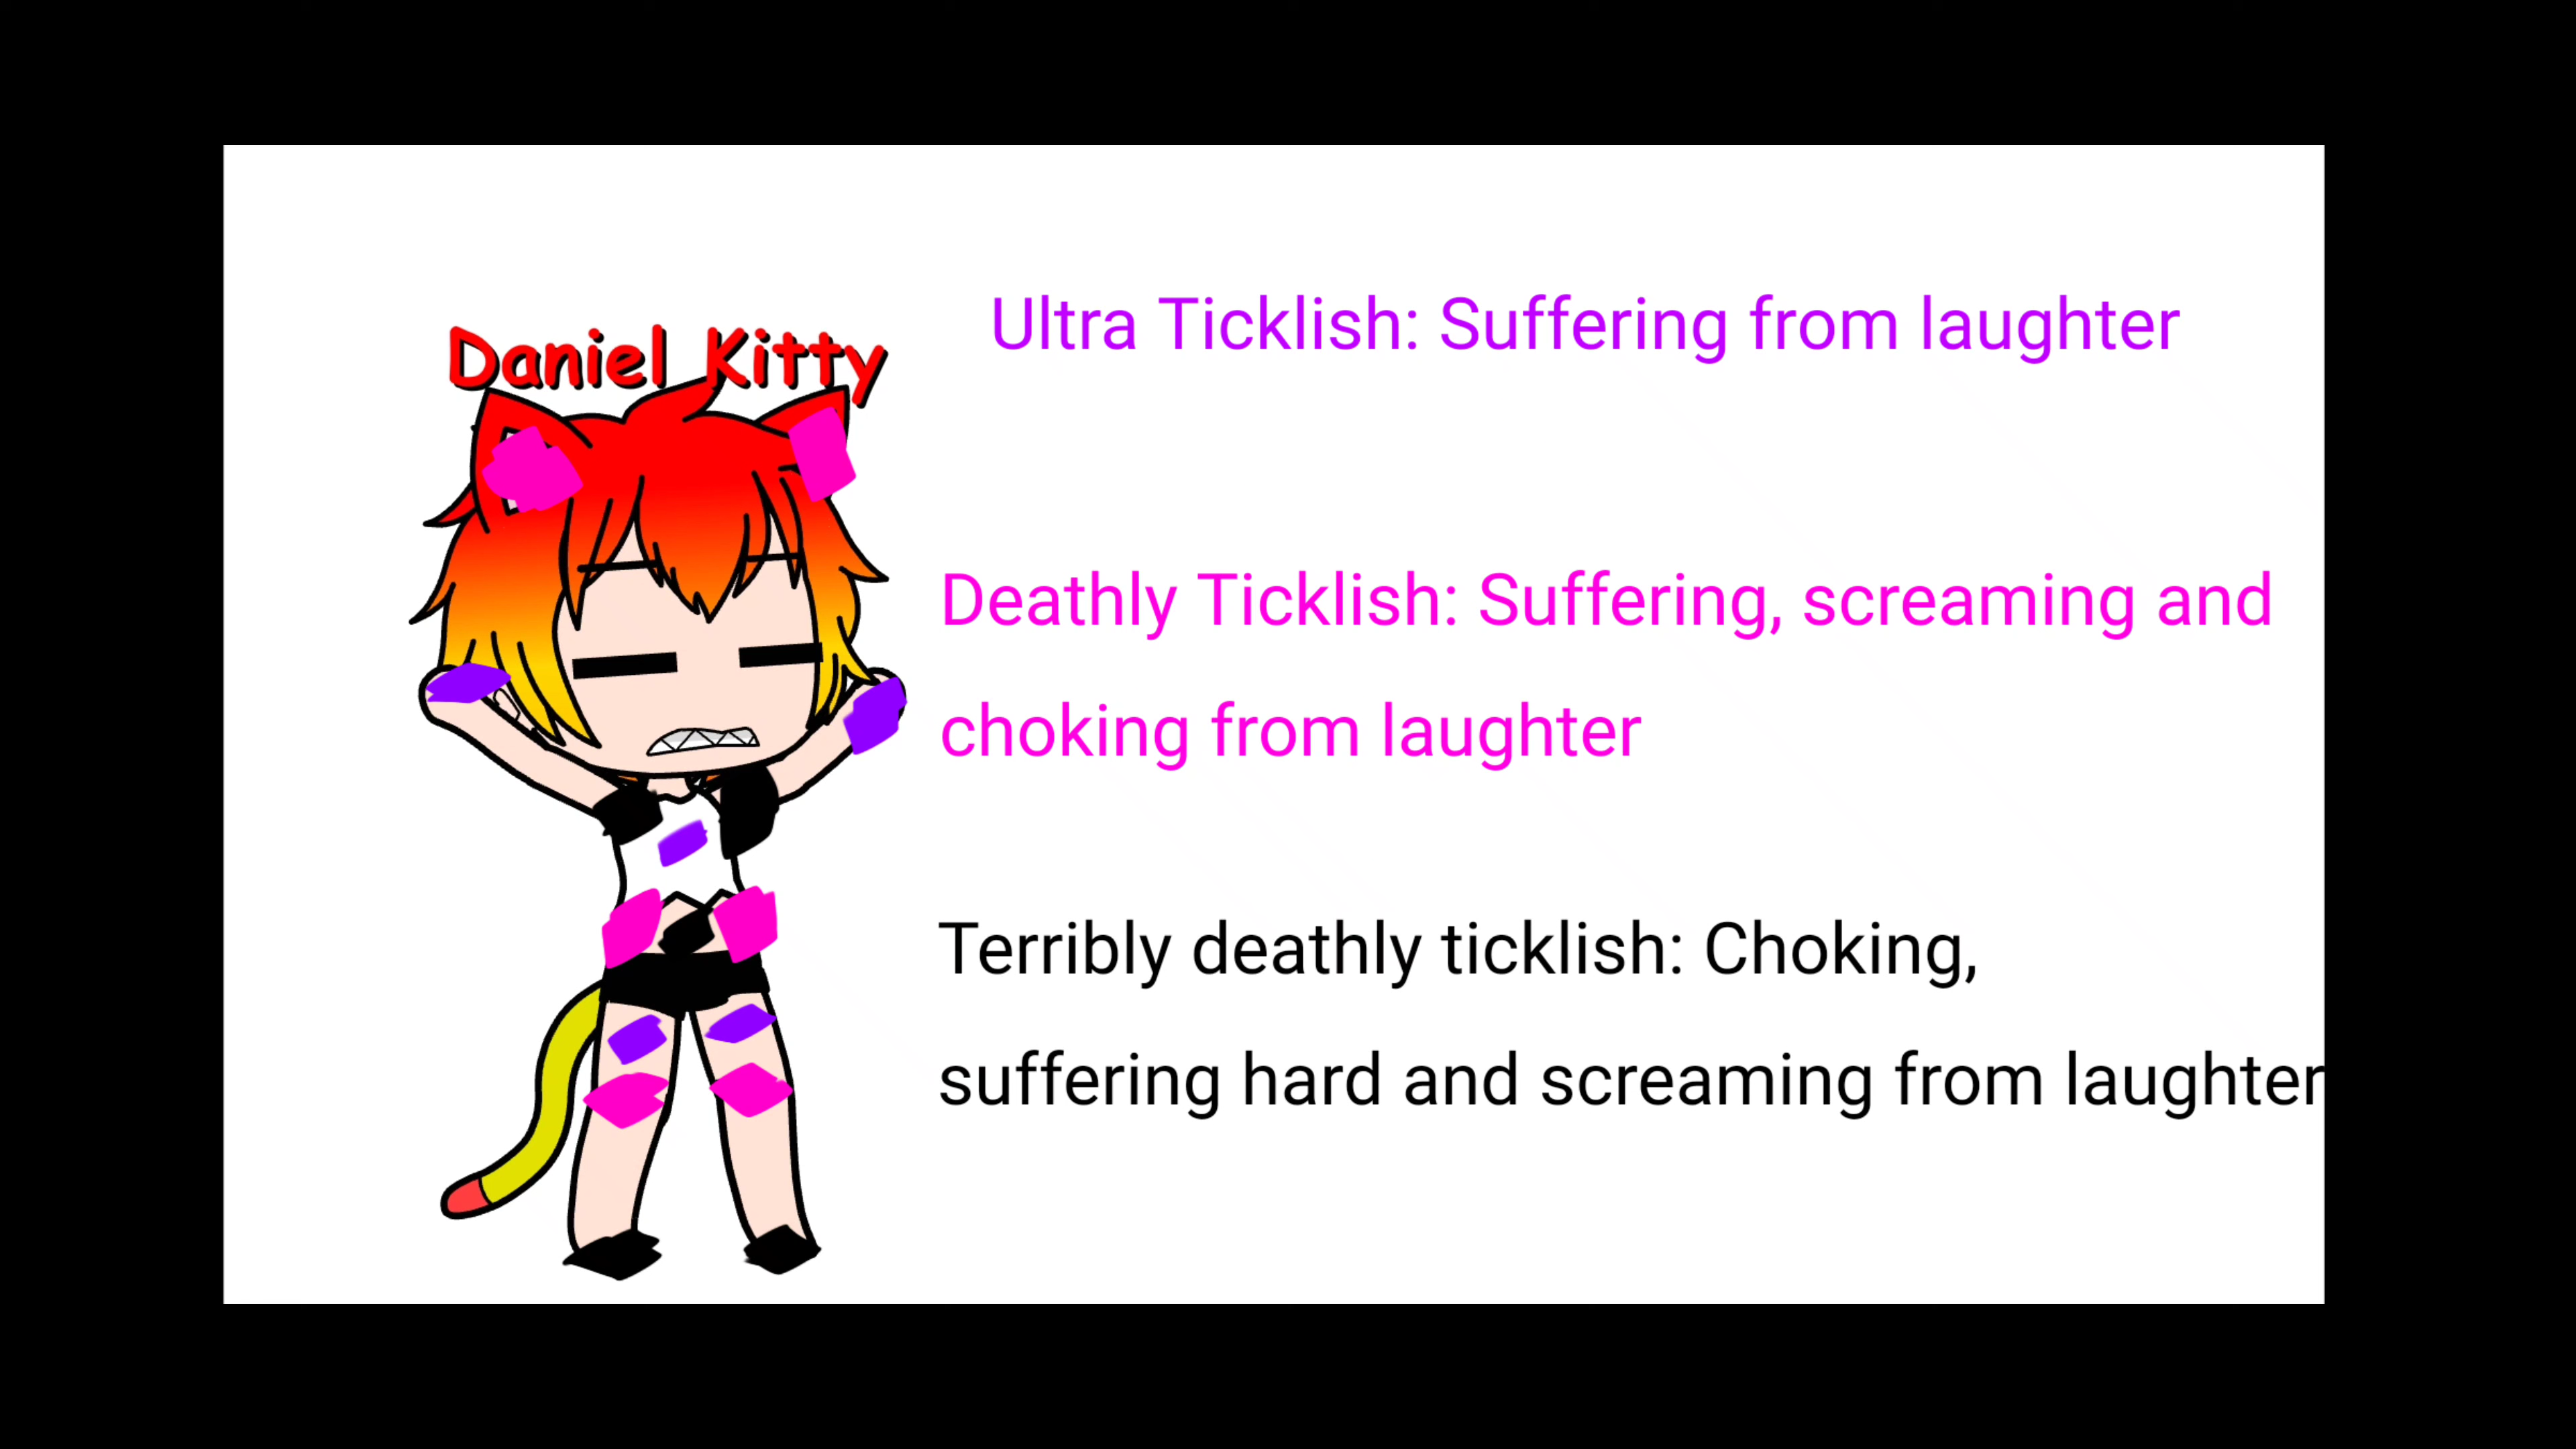 Daniel Kitty
Ultra Ticklish: Suffering from laughter
Deathly Ticklish: Suffering, screaming and
choking from laughter
Terribly deathly ticklish: Choking,
suffering hard and screaming from laughter